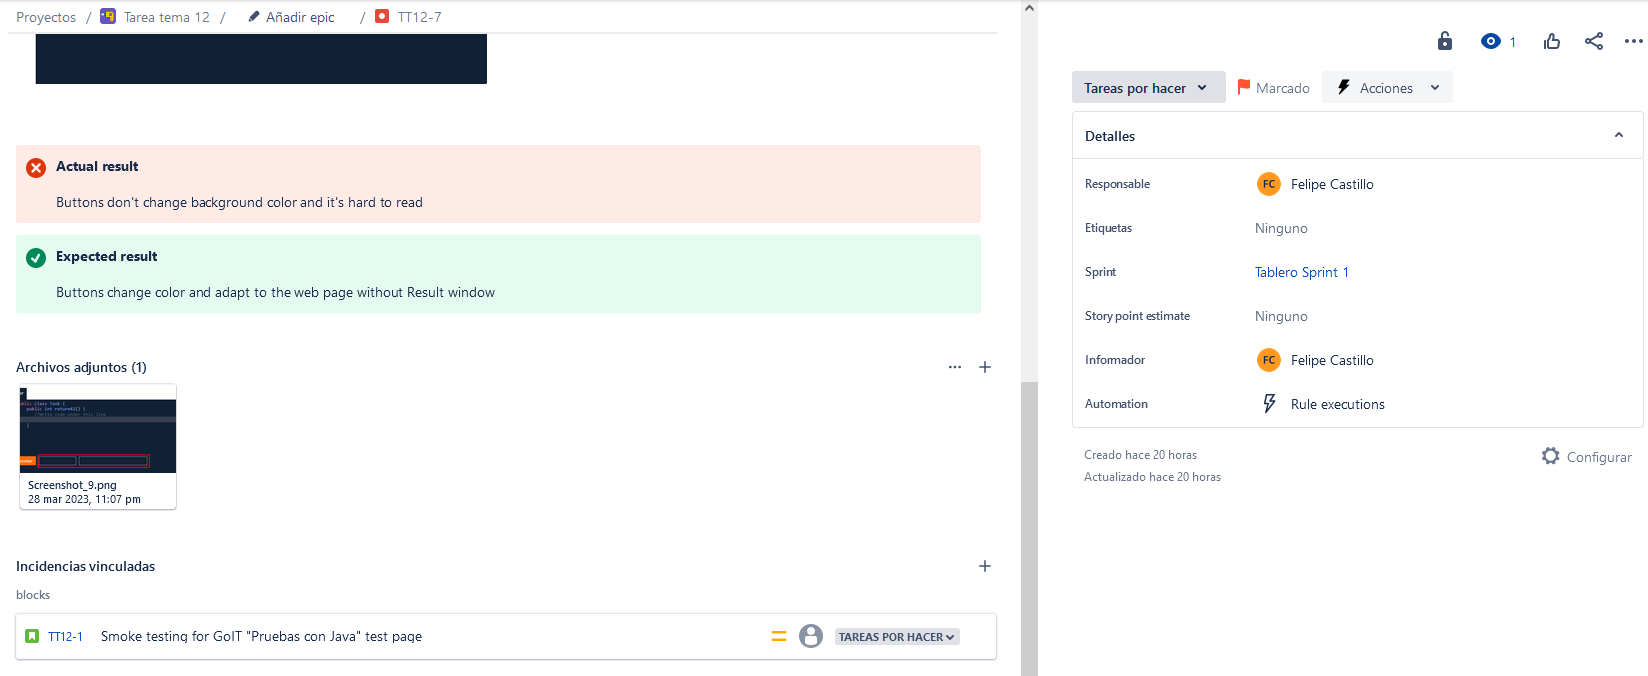 Proyectos / Tarea tema 12 / Añadir epic / TT12-7
1
Tareas por hacer Marcado Acciones
Actual result
Buttons don't change background color and it's hard to read
Expected result
Buttons change color and adapt to the web page without Result window
Archivos adjuntos (1)
public int returnAll() {
Screenshot_9.png
28 mar 2023, 11:07 pm
Incidencias vinculadas
blocks
TT12-1 Smoke testing for GoIT "Pruebas con Java" test page TAREAS POR HACER
Detalles
Responsable FC Felipe Castillo
Etiquetas Ninguno
Sprint Tablero Sprint 1
Story point estimate Ninguno
Informador FC Felipe Castillo
Automation Rule executions
Creado hace 20 horas
Configurar
Actualizado hace 20 horas